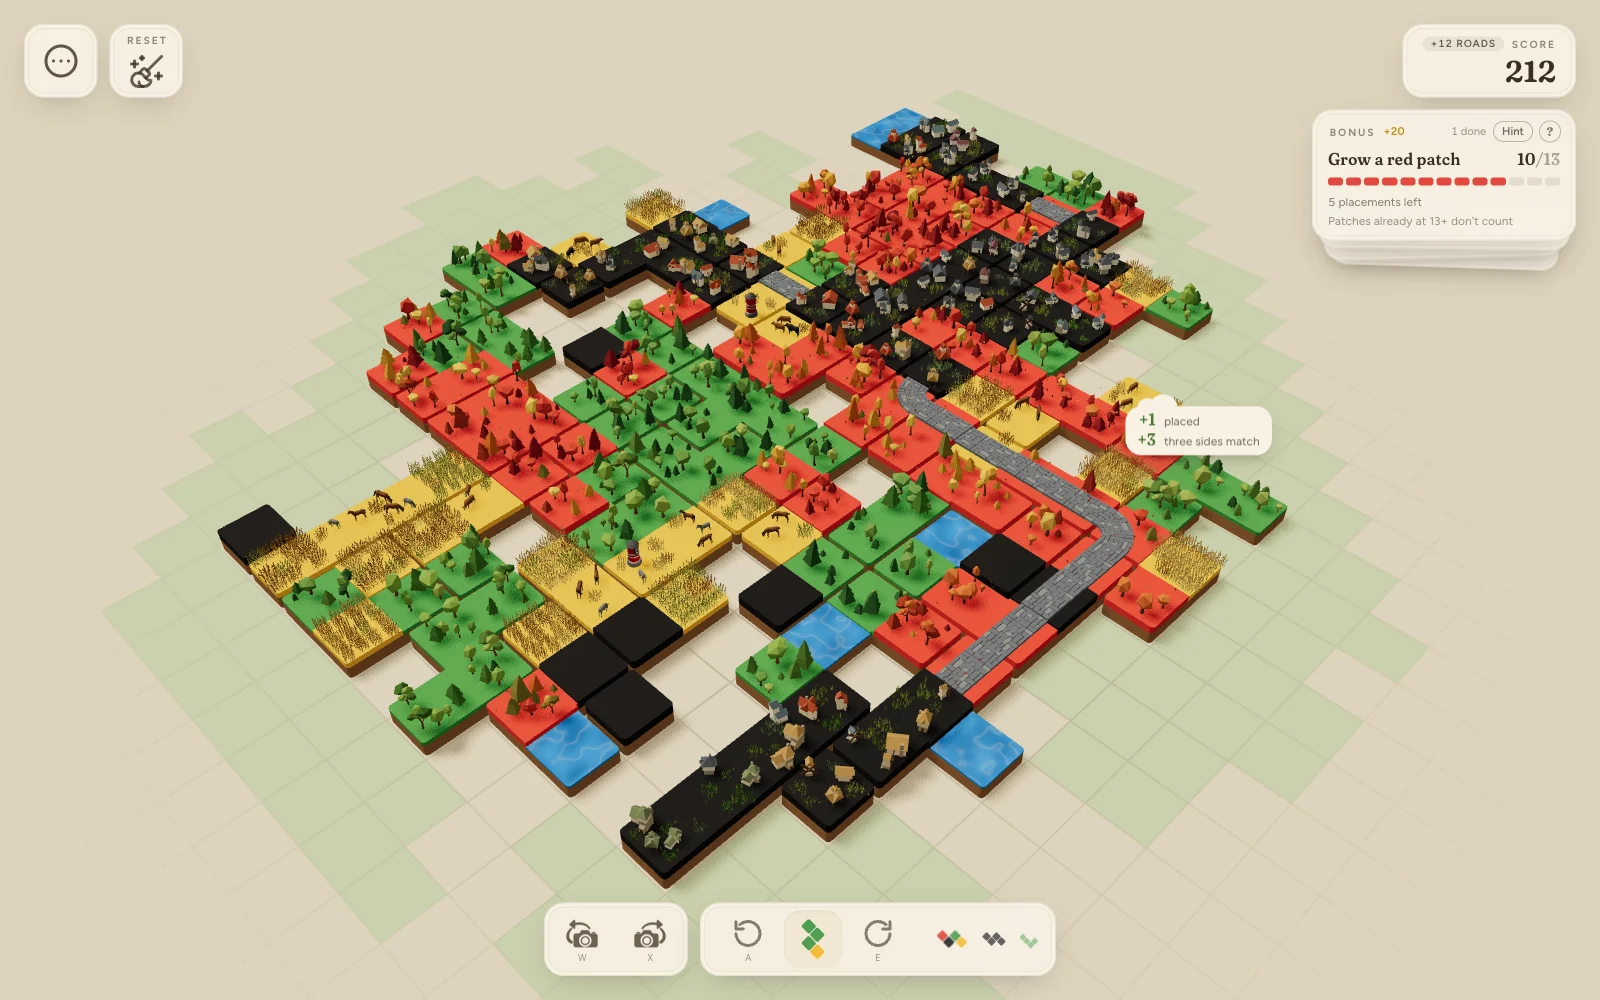 RESET
+12 ROADS SCORE
212
BONUS +20 1 done Hint ?
Grow a red patch 10/13
5 placements left
Patches already at 13+ don't count
+1 placed
+3 three sides match
W X A E